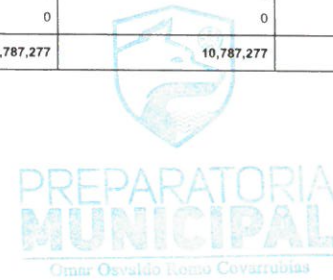 0 0
,787,277 10,787,277
PREPARATORIA
MUNICIPAL
Omar Osvaldo Romo Covarrubias